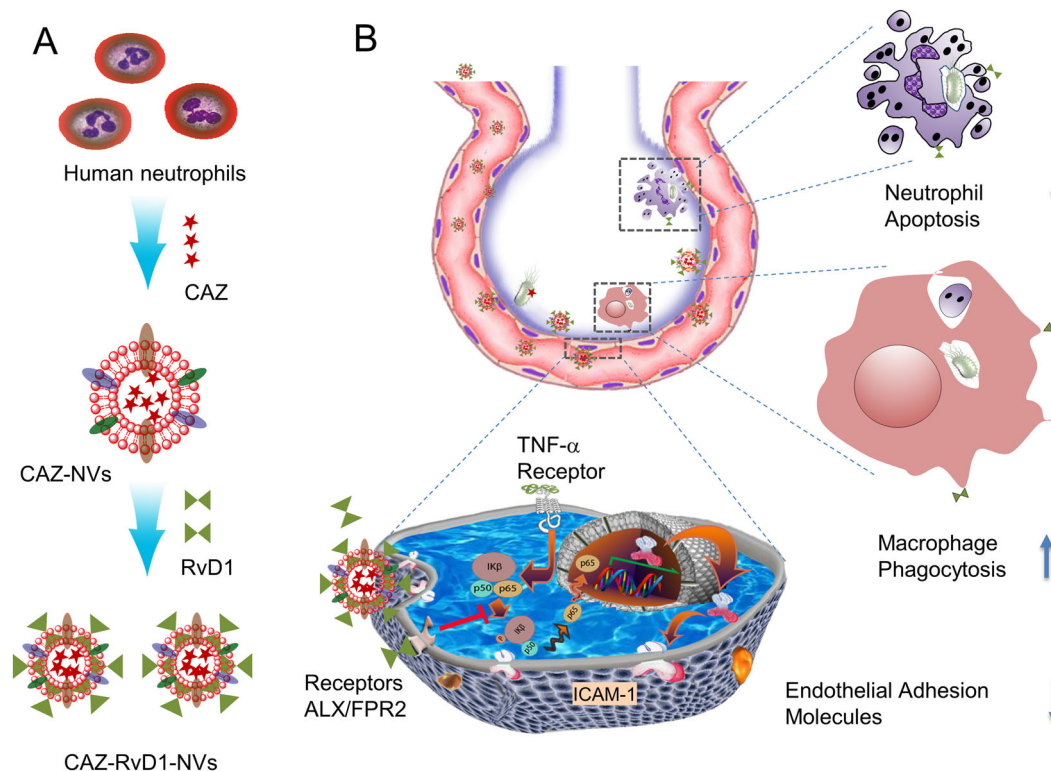 A
Human neutrophils
CAZ
CAZ-NVs
RvD1
CAZ-RvD1-NVs
B
Neutrophil
Apoptosis
Macrophage
Phagocytosis
TNF-α
Receptor
IKβ
p50 p65
p65
p65
P
IKβ
p50
Receptors
ALX/FPR2
ICAM-1
Endothelial Adhesion
Molecules